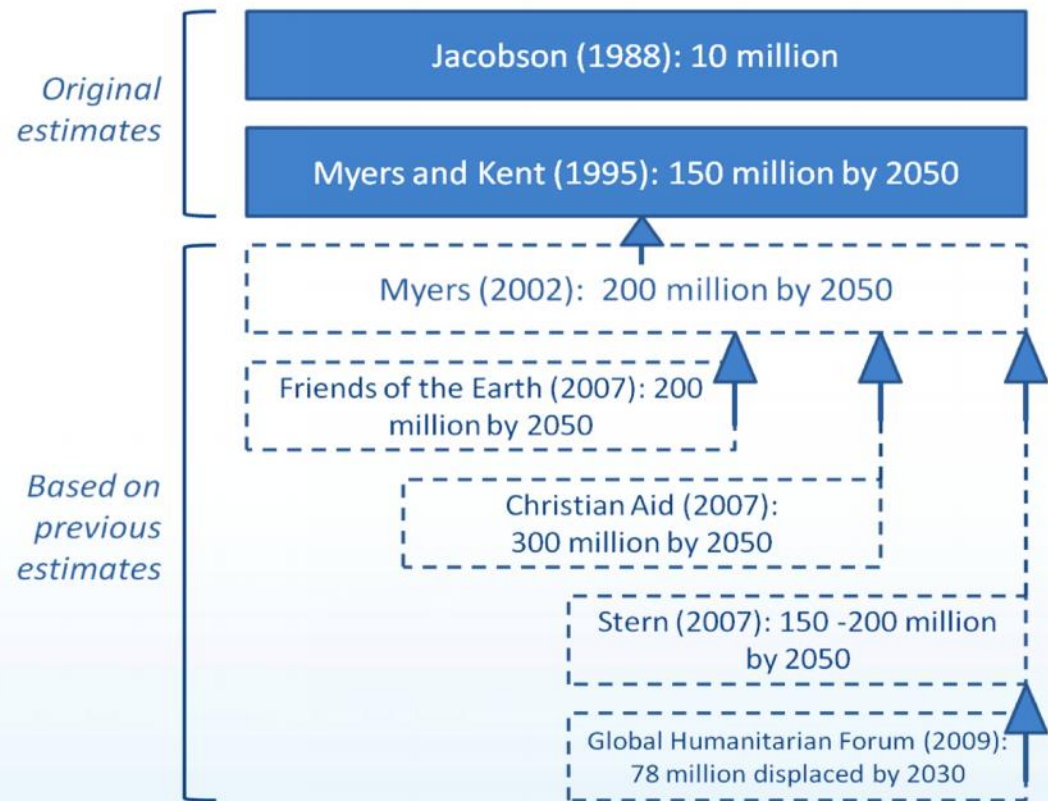 Original
estimates
Jacobson (1988): 10 million
Myers and Kent (1995): 150 million by 2050
Based on
previous
estimates
Myers (2002):  200 million by 2050
Friends of the Earth (2007): 200
million by 2050
Christian Aid (2007):
300 million by 2050
Stern (2007): 150 -200 million
by 2050
Global Humanitarian Forum (2009):
78 million displaced by 2030